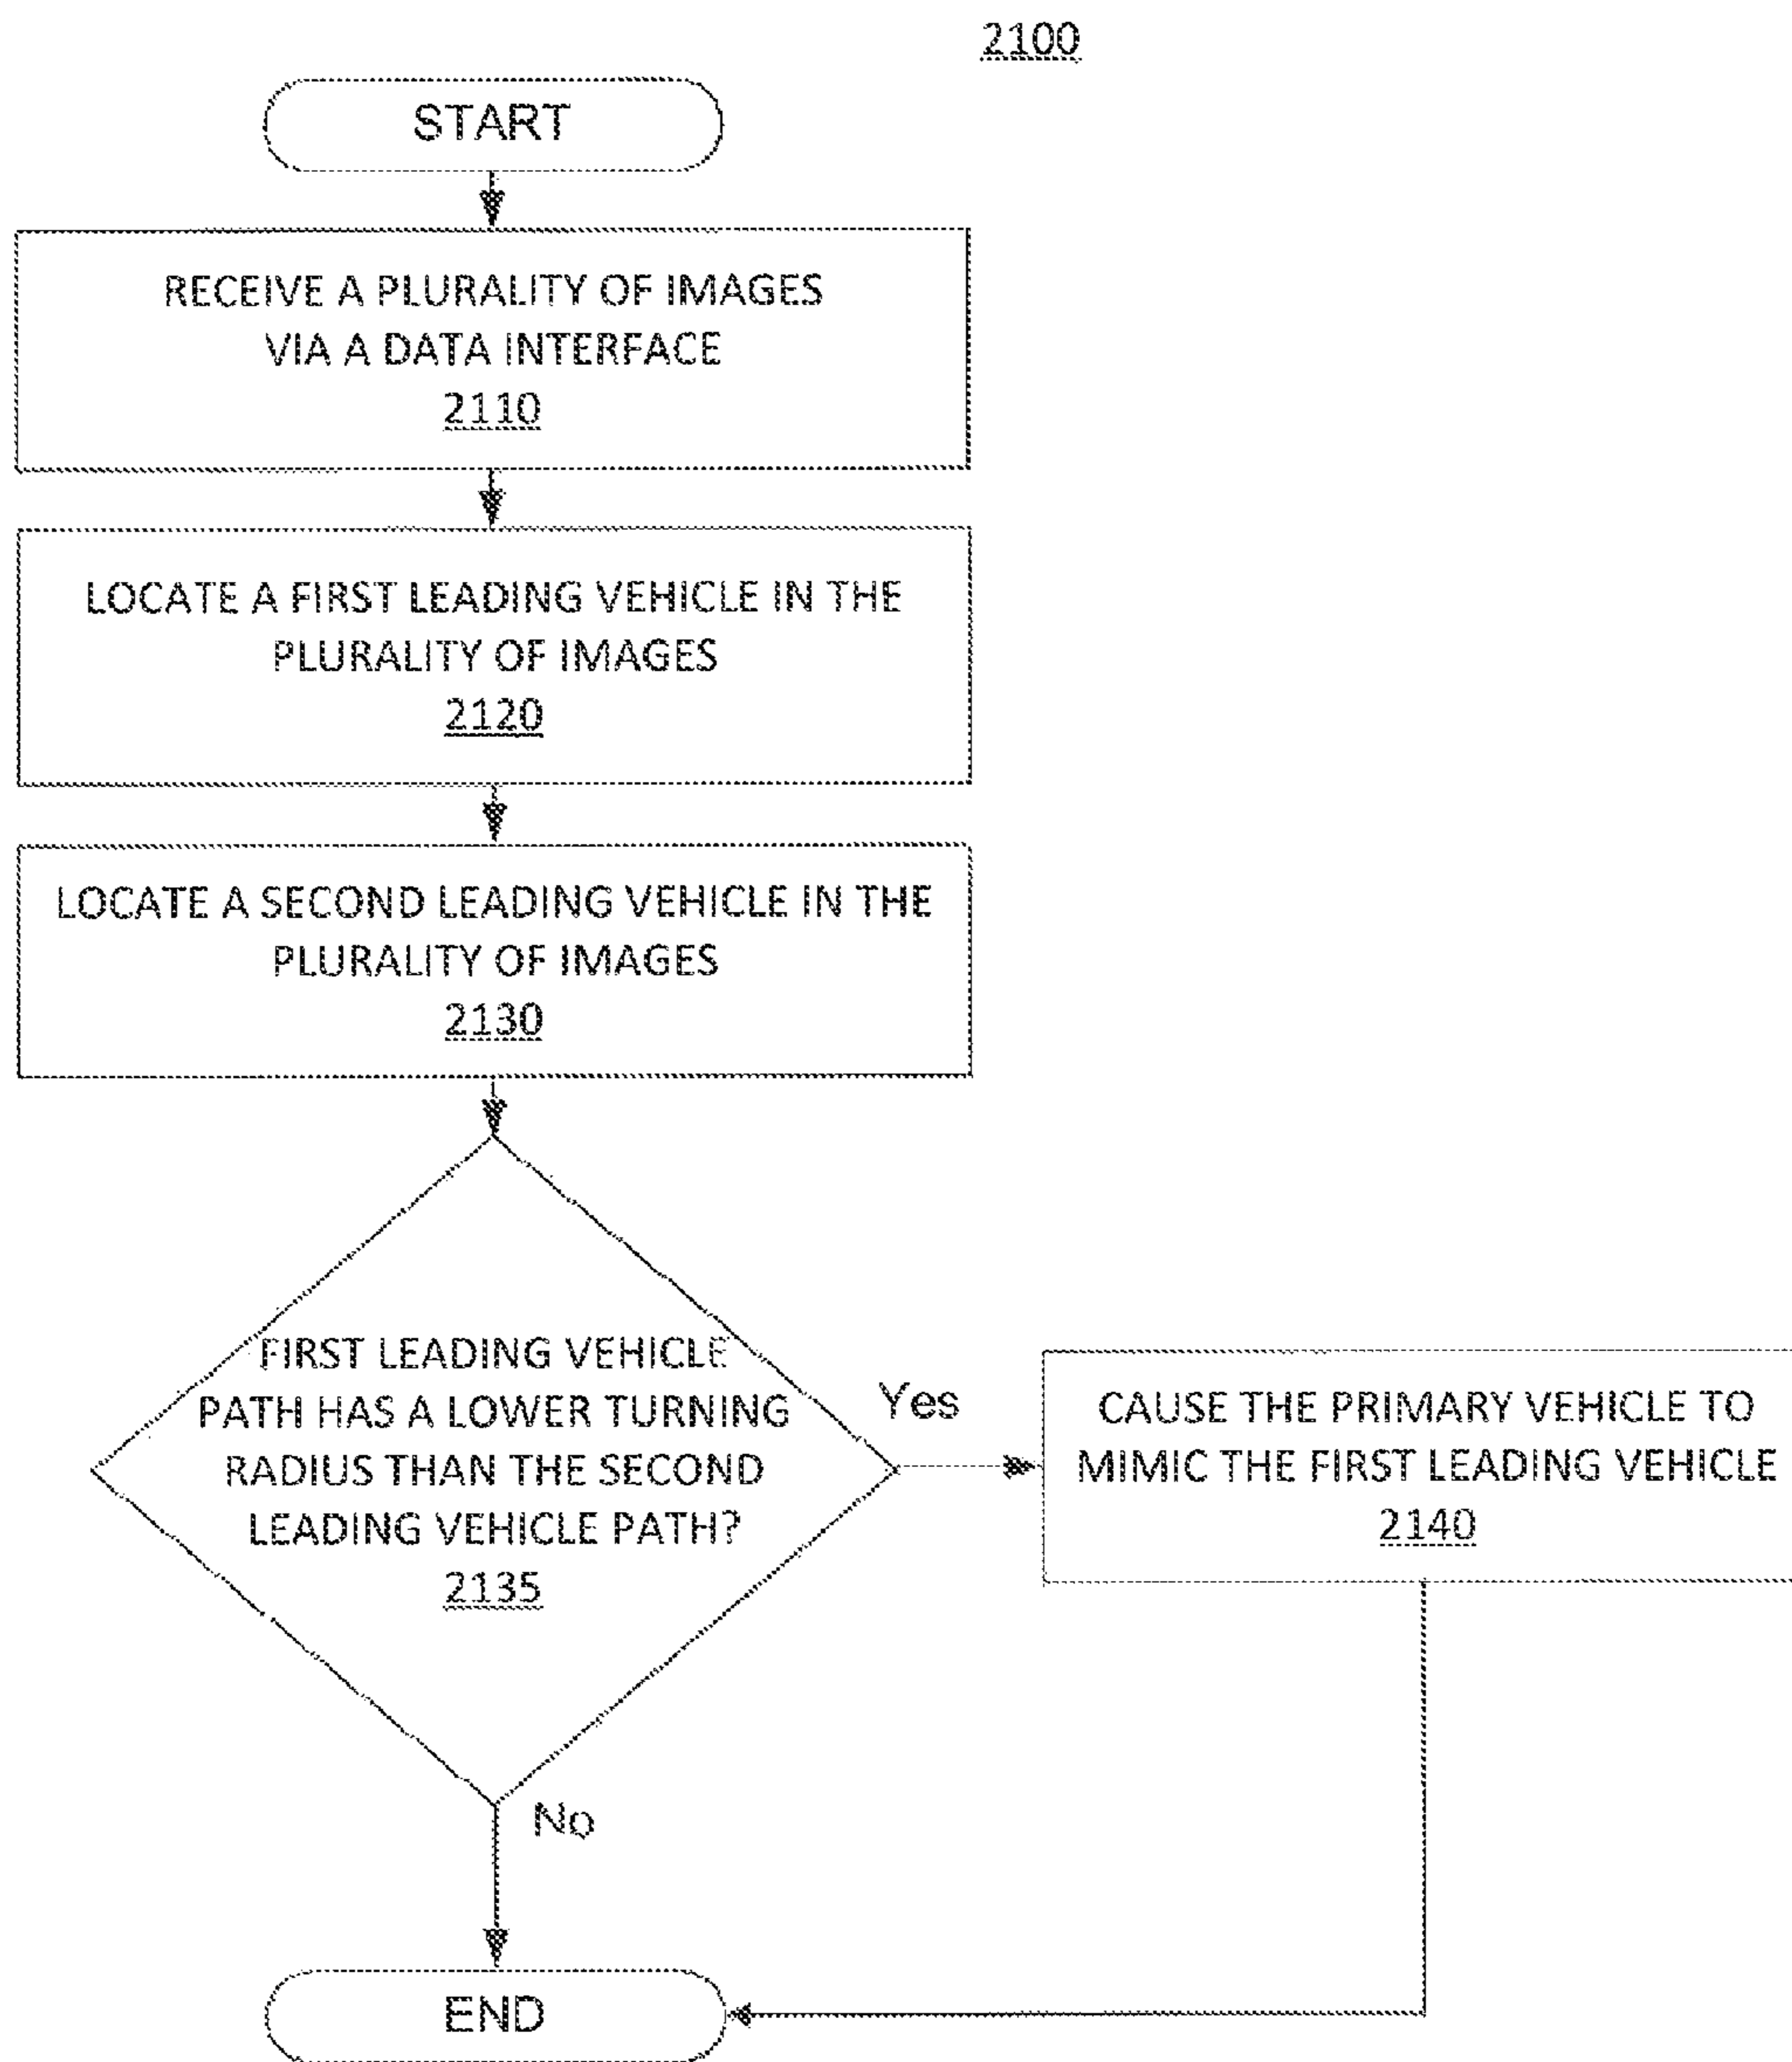 2100
START
RECEIVE A PLURALITY OF IMAGES
VIA A DATA INTERFACE
2110
LOCATE A FIRST LEADING VEHICLE IN THE
PLURALITY OF IMAGES
2120
LOCATE A SECOND LEADING VEHICLE IN THE
PLURALITY OF IMAGES
2130
FIRST LEADING VEHICLE
PATH HAS A LOWER TURNING
RADIUS THAN THE SECOND
LEADING VEHICLE PATH?
2135
Yes
CAUSE THE PRIMARY VEHICLE TO
MIMIC THE FIRST LEADING VEHICLE
2140
No
END